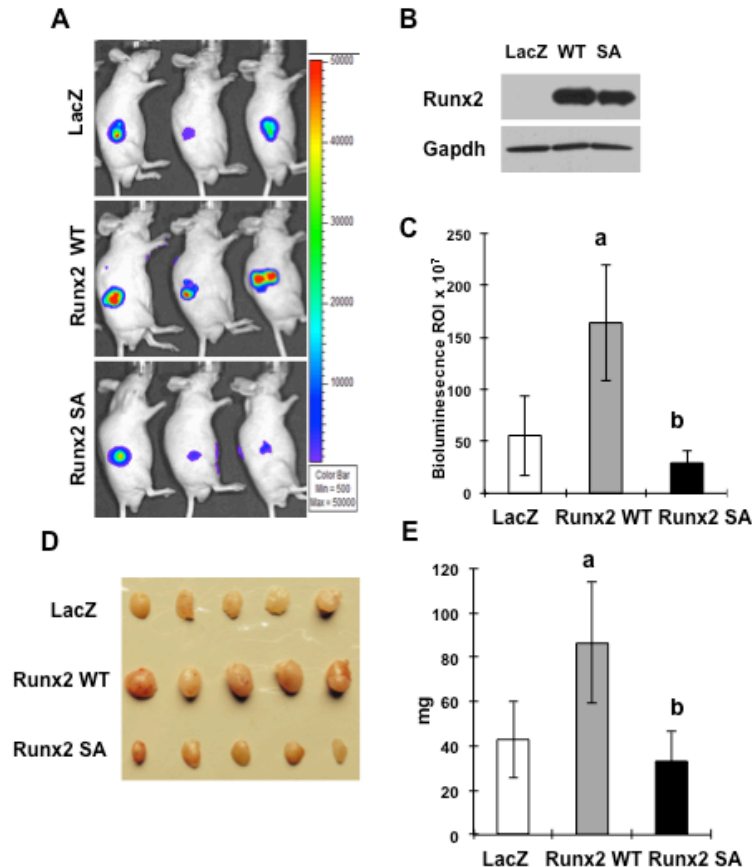 A
LacZ
Runx2 WT
Runx2 SA
50000
40000
30000
20000
10000
Color Bar
Min = 500
Max = 50000
B
LacZ WT SA
Runx2
Gapdh
C
Bioluminesecnce ROI x 10⁷
250
200
150
100
50
0
a
b
LacZ Runx2 WT Runx2 SA
D
LacZ
Runx2 WT
Runx2 SA
E
mg
120
100
80
60
40
20
0
a
b
LacZ Runx2 WT Runx2 SA